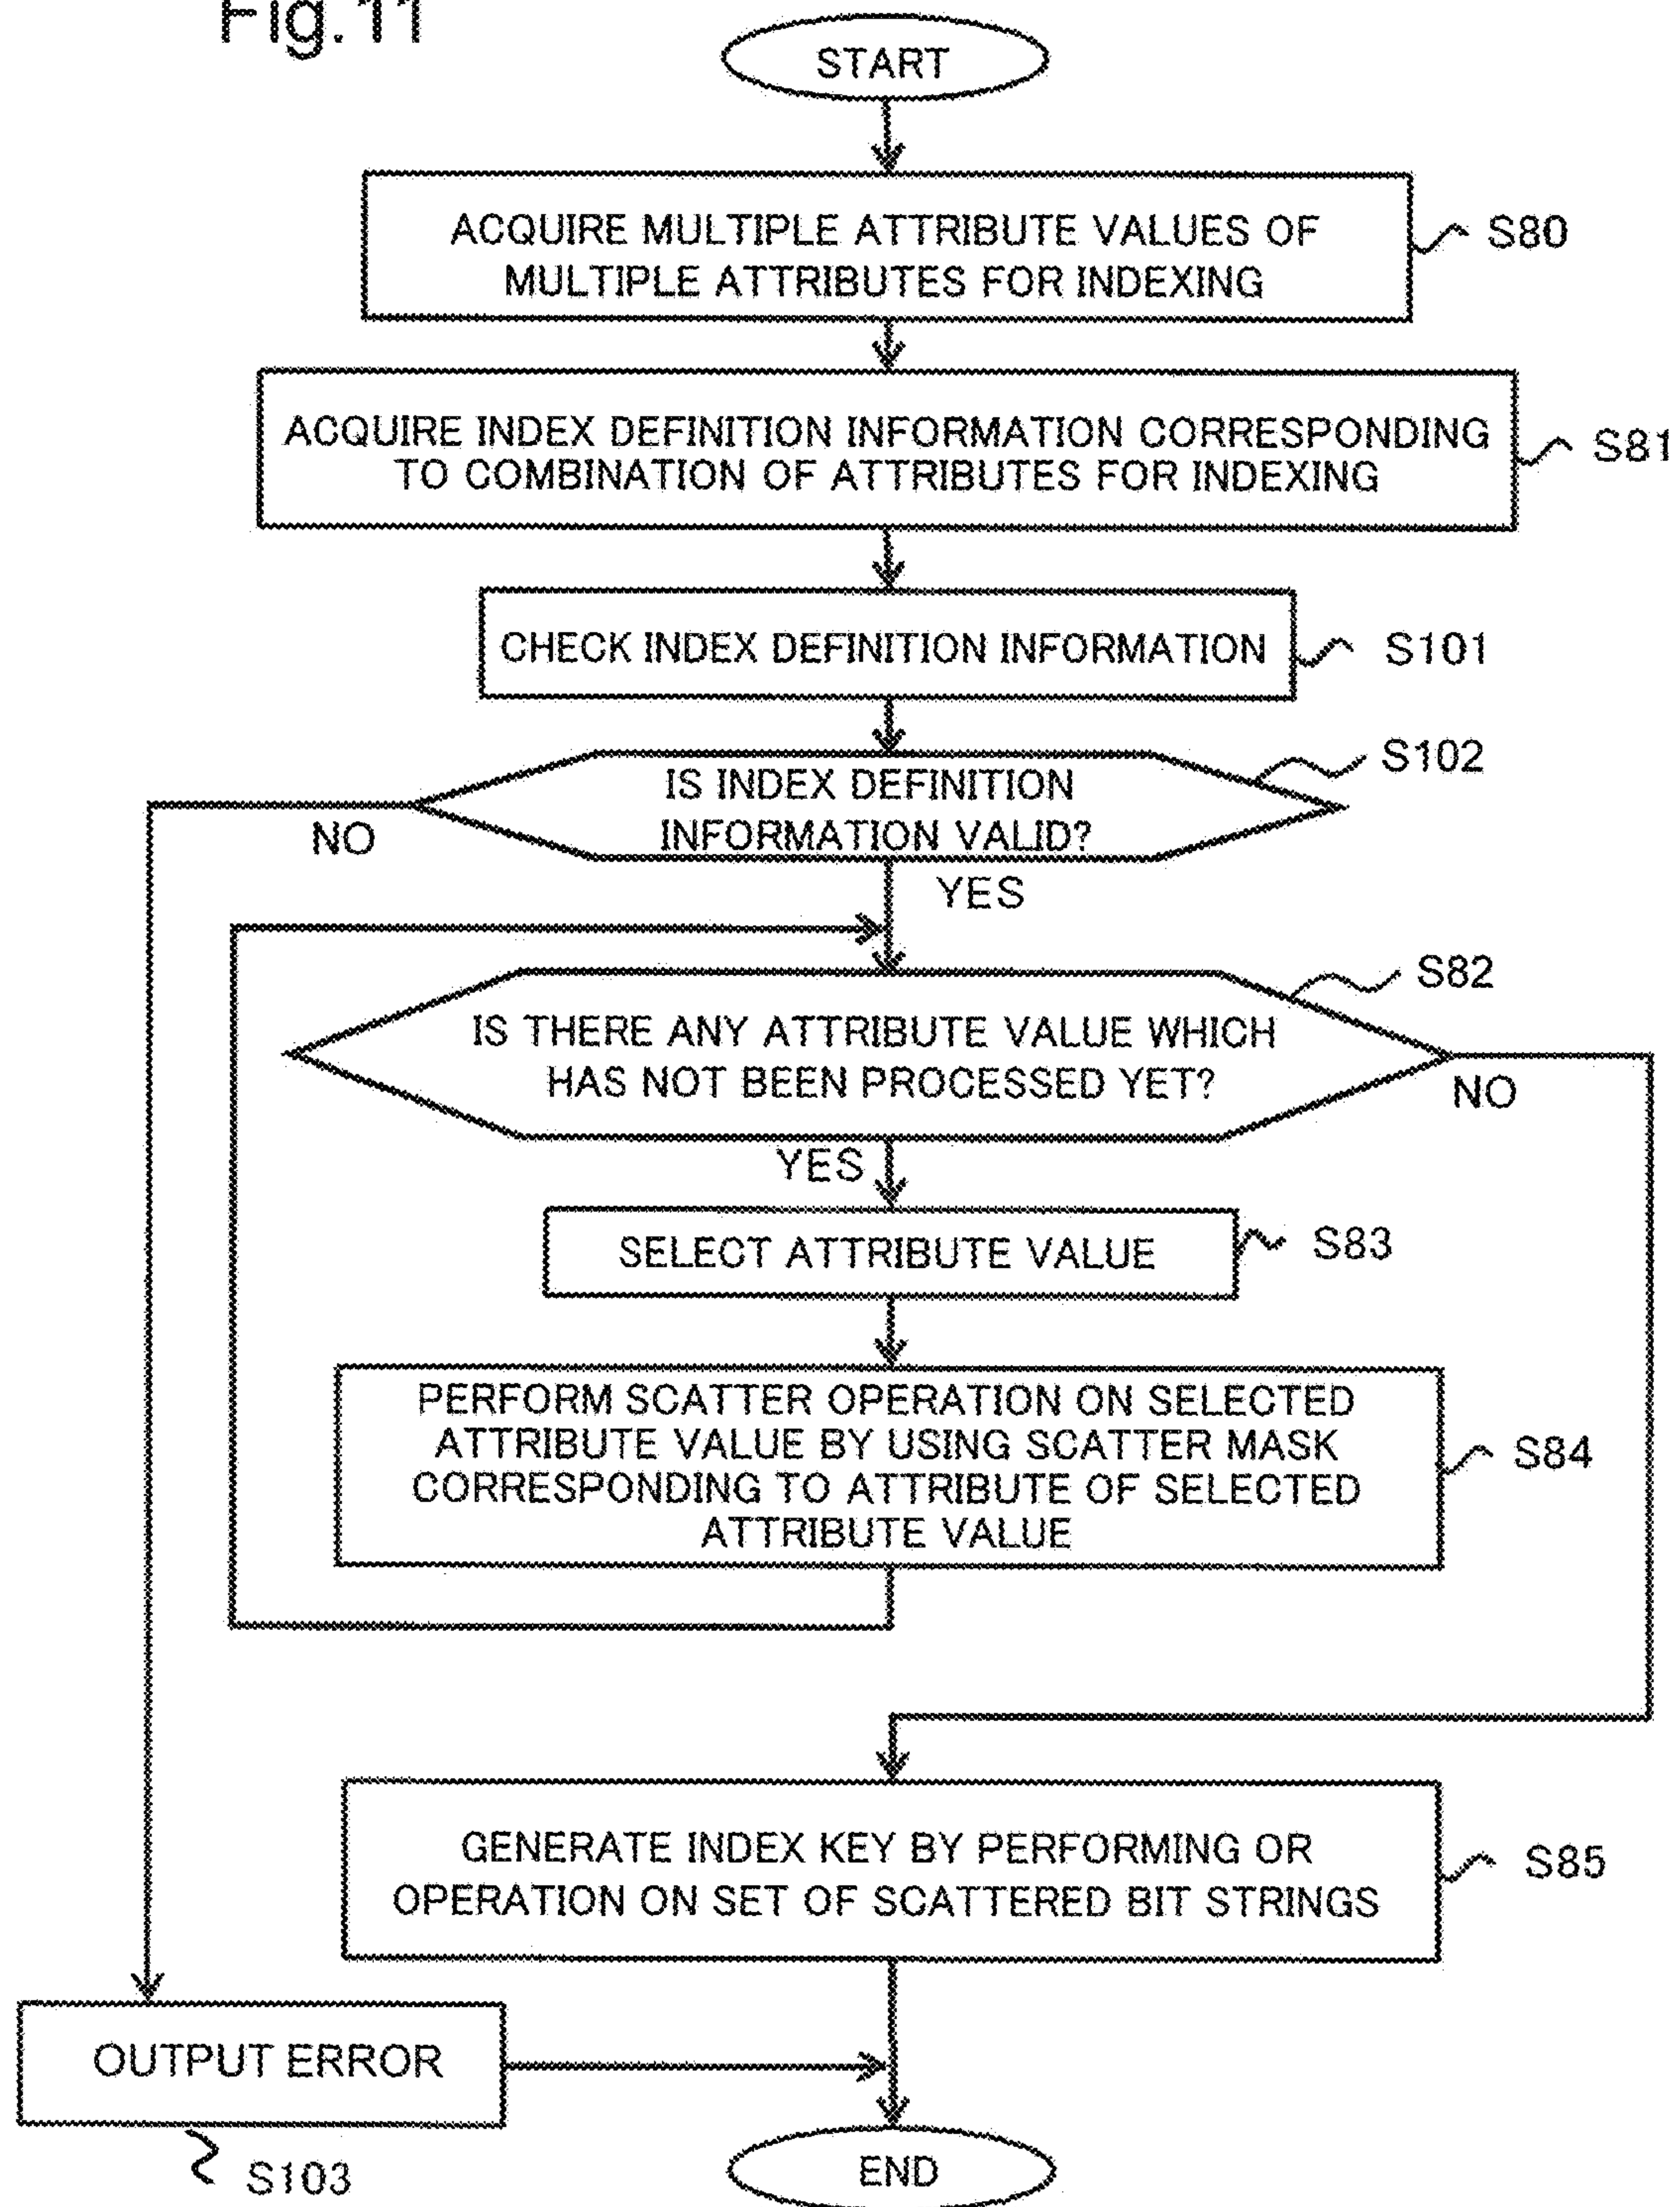 Fig.11
START
ACQUIRE MULTIPLE ATTRIBUTE VALUES OF
MULTIPLE ATTRIBUTES FOR INDEXING
S80
ACQUIRE INDEX DEFINITION INFORMATION CORRESPONDING
TO COMBINATION OF ATTRIBUTES FOR INDEXING
S81
CHECK INDEX DEFINITION INFORMATION
S101
IS INDEX DEFINITION
INFORMATION VALID?
S102
NO
YES
IS THERE ANY ATTRIBUTE VALUE WHICH
HAS NOT BEEN PROCESSED YET?
S82
NO
YES
SELECT ATTRIBUTE VALUE
S83
PERFORM SCATTER OPERATION ON SELECTED
ATTRIBUTE VALUE BY USING SCATTER MASK
CORRESPONDING TO ATTRIBUTE OF SELECTED
ATTRIBUTE VALUE
S84
GENERATE INDEX KEY BY PERFORMING OR
OPERATION ON SET OF SCATTERED BIT STRINGS
S85
OUTPUT ERROR
S103
END